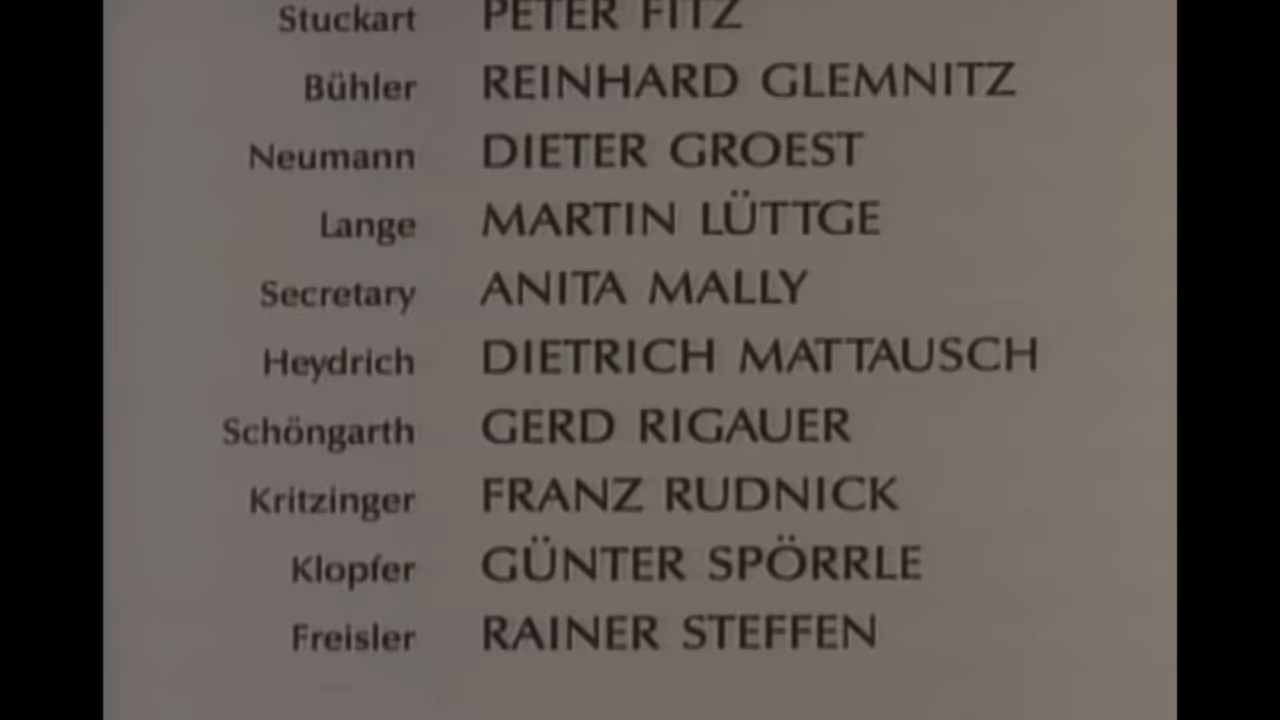 Stuckart PETER FITZ
Bühler REINHARD GLEMNITZ
Neumann DIETER GROEST
Lange MARTIN LÜTTGE
Secretary ANITA MALLY
Heydrich DIETRICH MATTAUSCH
Schöngarth GERD RIGAUER
Kritzinger FRANZ RUDNICK
Klopfer GÜNTER SPÖRRLE
Freisler RAINER STEFFEN